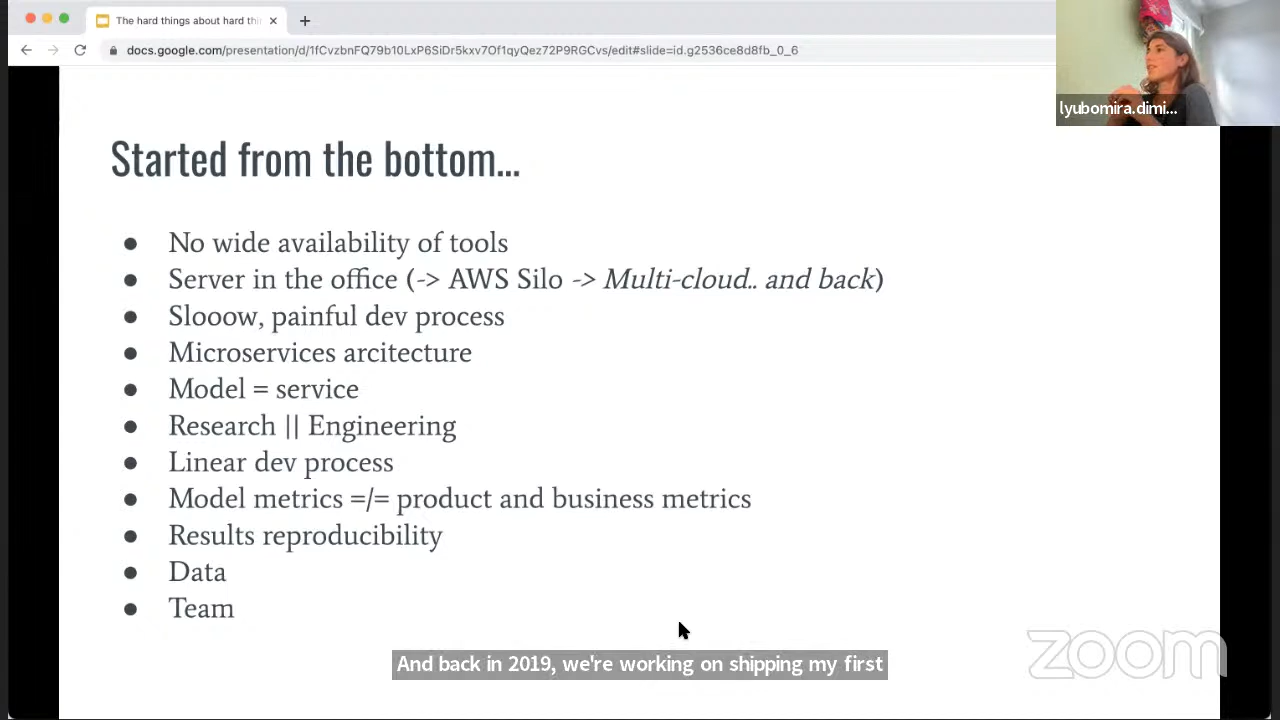 The hard things about hard thi
docs.google.com/presentation/d/1fCvzbnFQ79b10LxP6SiDr5kxv7Of1qyQez72P9RGCvs/edit#slide=id.g2536ce8d8fb_0_6
lyubomira.dimi...
Started from the bottom...
● No wide availability of tools
● Server in the office (-> AWS Silo -> Multi-cloud.. and back)
● Slooow, painful dev process
● Microservices arcitecture
● Model = service
● Research || Engineering
● Linear dev process
● Model metrics =/= product and business metrics
● Results reproducibility
● Data
● Team
And back in 2019, we're working on shipping my first
zoom